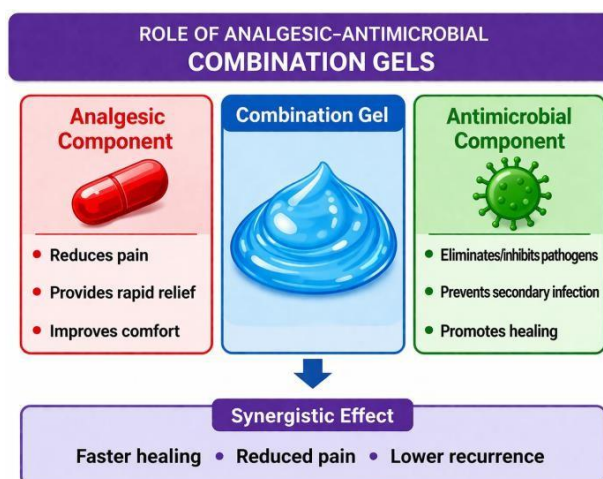 ROLE OF ANALGESIC–ANTIMICROBIAL
COMBINATION GELS
Analgesic
Component
• Reduces pain
• Provides rapid relief
• Improves comfort
Combination Gel
Antimicrobial
Component
• Eliminates/inhibits pathogens
• Prevents secondary infection
• Promotes healing
Synergistic Effect
Faster healing • Reduced pain • Lower recurrence